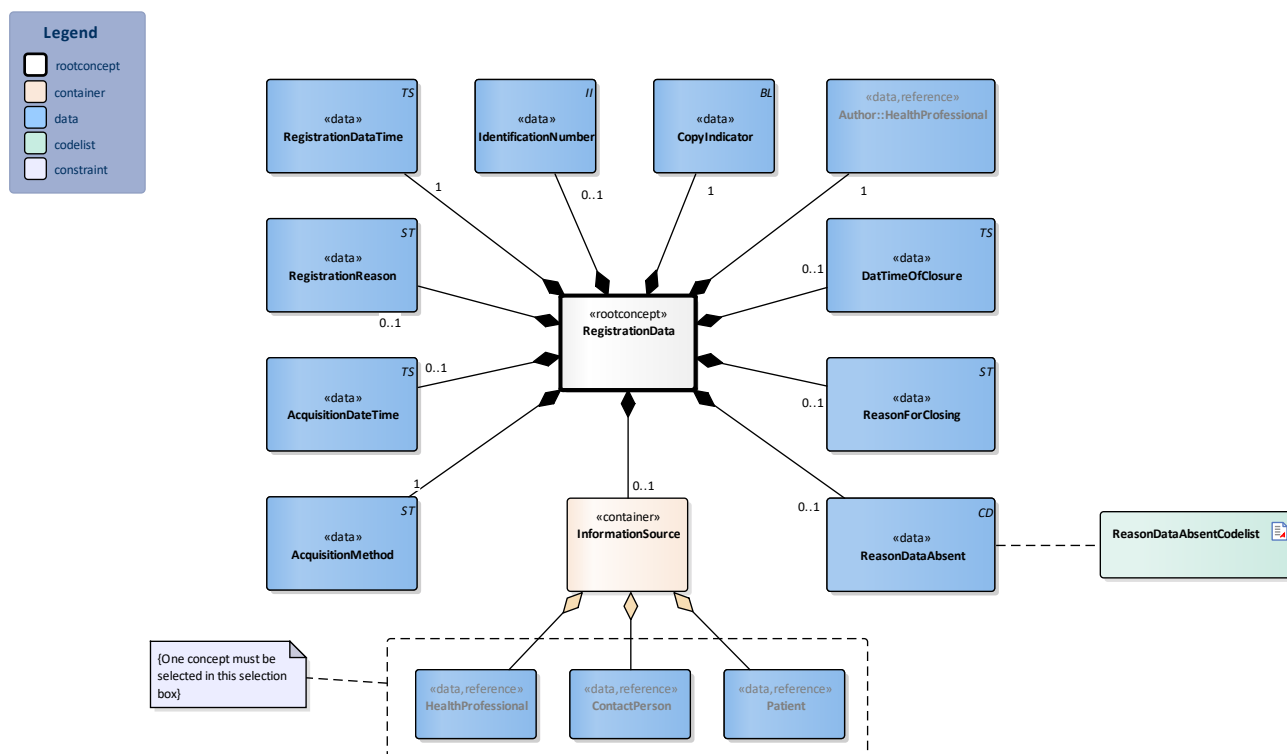 Legend
rootconcept
container
data
codelist
constraint
TS
«data»
RegistrationDataTime
II
«data»
IdentificationNumber
BL
«data»
CopyIndicator
«data,reference»
Author::HealthProfessional
1
0..1
1
1
ST
«data»
RegistrationReason
0..1
TS
«data»
DatTimeOfClosure
0..1
«rootconcept»
RegistrationData
TS
«data»
AcquisitionDateTime
0..1
ST
«data»
ReasonForClosing
0..1
1
ST
«data»
AcquisitionMethod
0..1
«container»
InformationSource
0..1
CD
«data»
ReasonDataAbsent
ReasonDataAbsentCodelist
{One concept must be
selected in this selection
box}
«data,reference»
HealthProfessional
«data,reference»
ContactPerson
«data,reference»
Patient